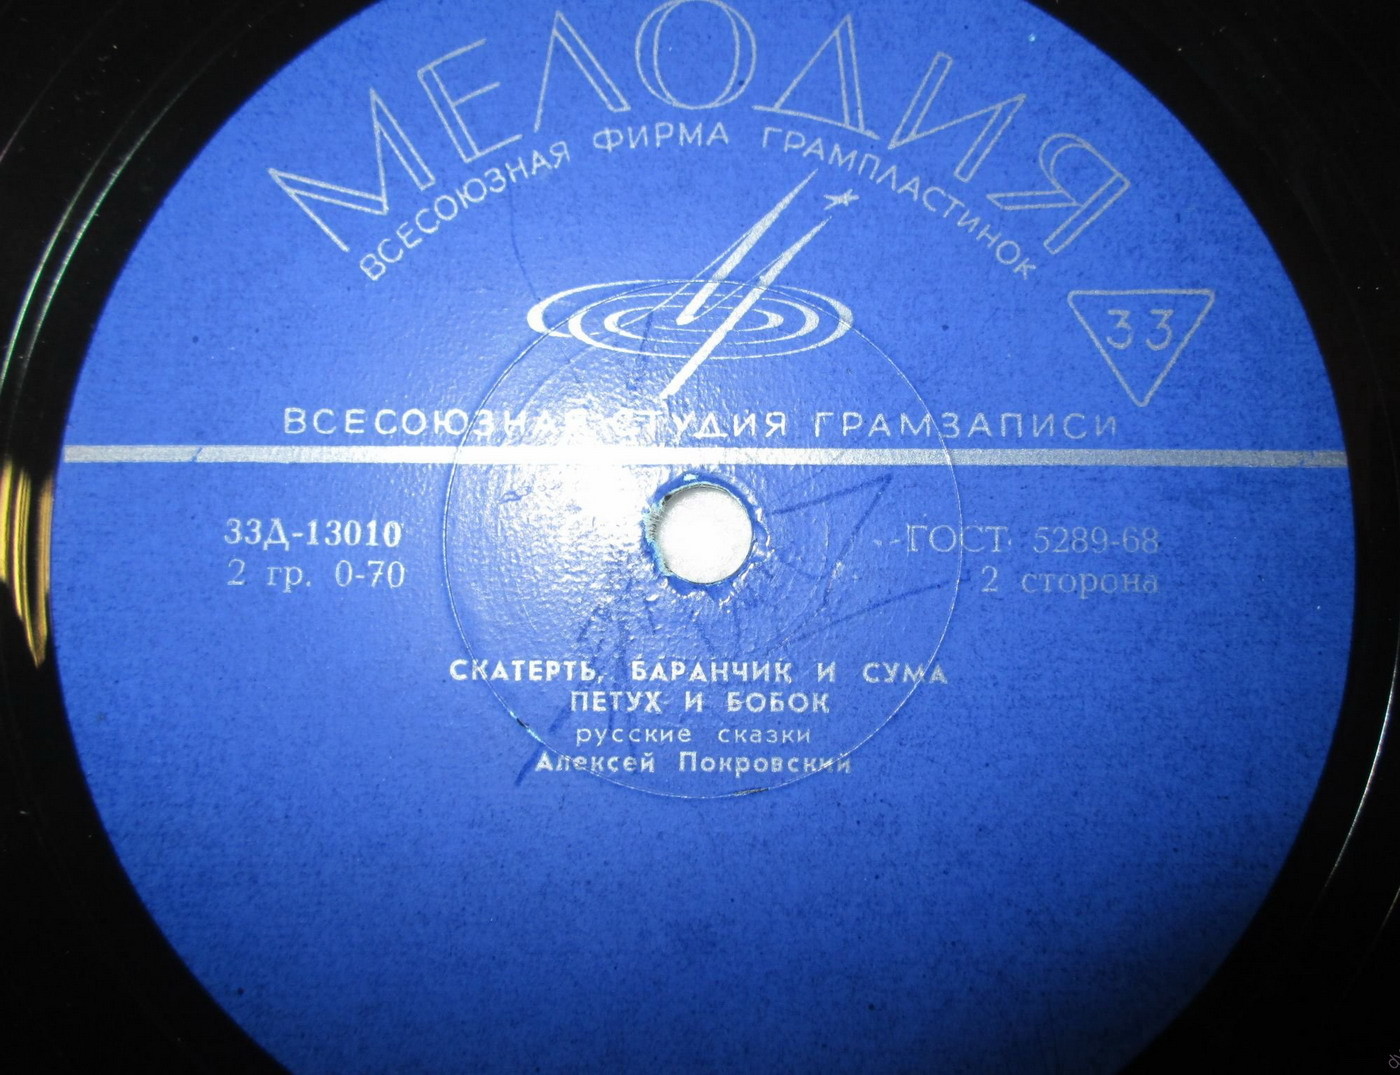 МЕЛОДИЯ
ВСЕСОЮЗНАЯ ФИРМА ГРАМПЛАСТИНОК
33
ВСЕСОЮЗНАЯ СТУДИЯ ГРАМЗАПИСИ
33Д-13010
2 гр. 0-70
ГОСТ 5289-68
2 сторона
СКАТЕРТЬ, БАРАНЧИК И СУМА
ПЕТУХ И БОБОК
русские сказки
Алексей Покровский